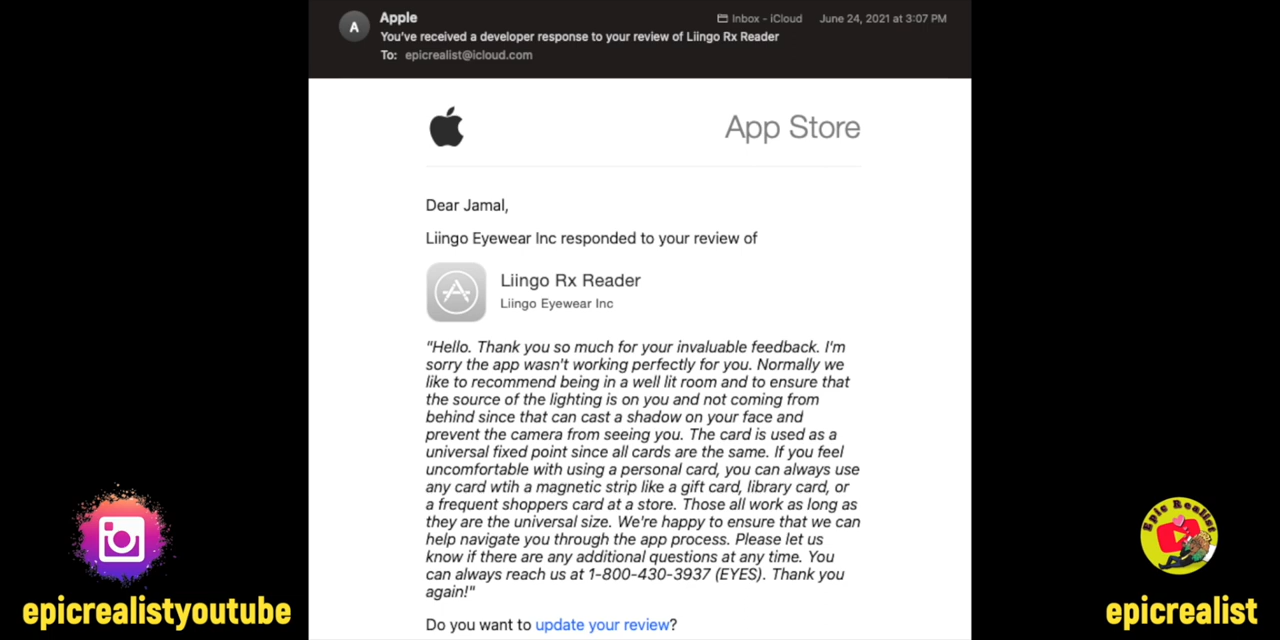 A
Apple
Inbox - iCloud
June 24, 2021 at 3:07 PM
You've received a developer response to your review of Liingo Rx Reader
To: epicrealist@icloud.com
App Store
Dear Jamal,
Liingo Eyewear Inc responded to your review of
Liingo Rx Reader
Liingo Eyewear Inc
"Hello. Thank you so much for your invaluable feedback. I'm
sorry the app wasn't working perfectly for you. Normally we
like to recommend being in a well lit room and to ensure that
the source of the lighting is on you and not coming from
behind since that can cast a shadow on your face and
prevent the camera from seeing you. The card is used as a
universal fixed point since all cards are the same. If you feel
uncomfortable with using a personal card, you can always use
any card wtih a magnetic strip like a gift card, library card, or
a frequent shoppers card at a store. Those all work as long as
they are the universal size. We're happy to ensure that we can
help navigate you through the app process. Please let us
know if there are any additional questions at any time. You
can always reach us at 1-800-430-3937 (EYES). Thank you
again!"
Do you want to update your review?
epicrealistyoutube
Epic Realist
epicrealist